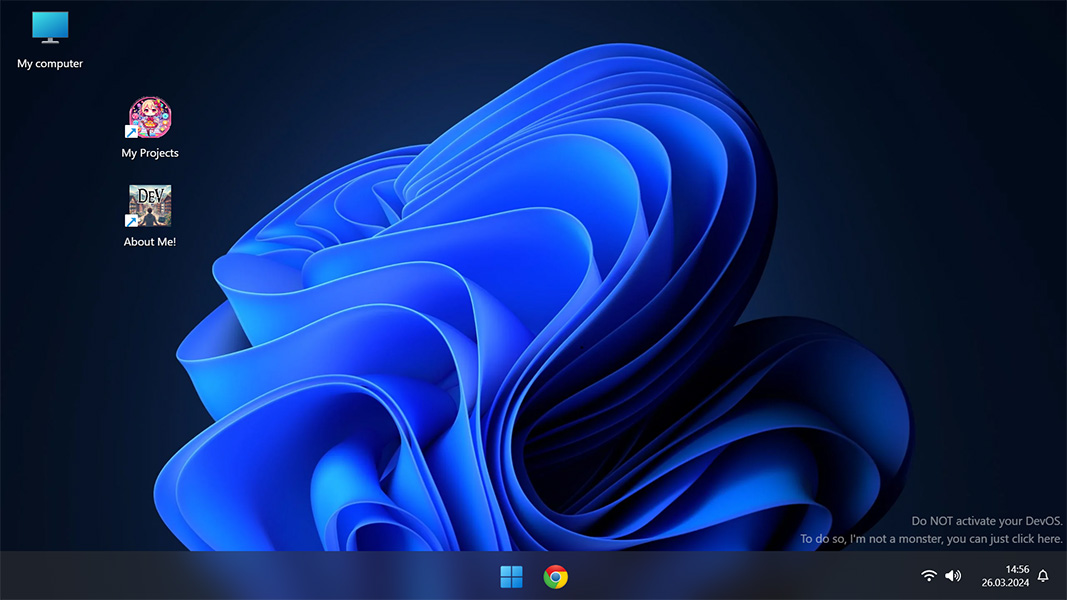 My computer
My Projects
DEV
About Me!
Do NOT activate your DevOS.
To do so, I'm not a monster, you can just click here.
14:56
26.03.2024